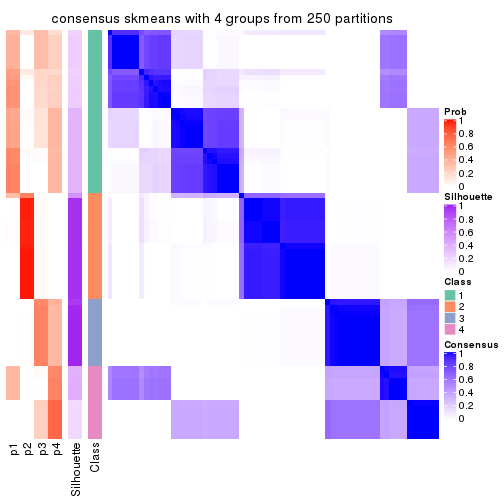 consensus skmeans with 4 groups from 250 partitions
Prob
1
0.8
0.6
0.4
0.2
0
Silhouette
1
0.8
0.6
0.4
0.2
0
Class
1
2
3
4
Consensus
1
0.8
0.6
0.4
0.2
0
p1
p2
p3
p4
Silhouette
Class